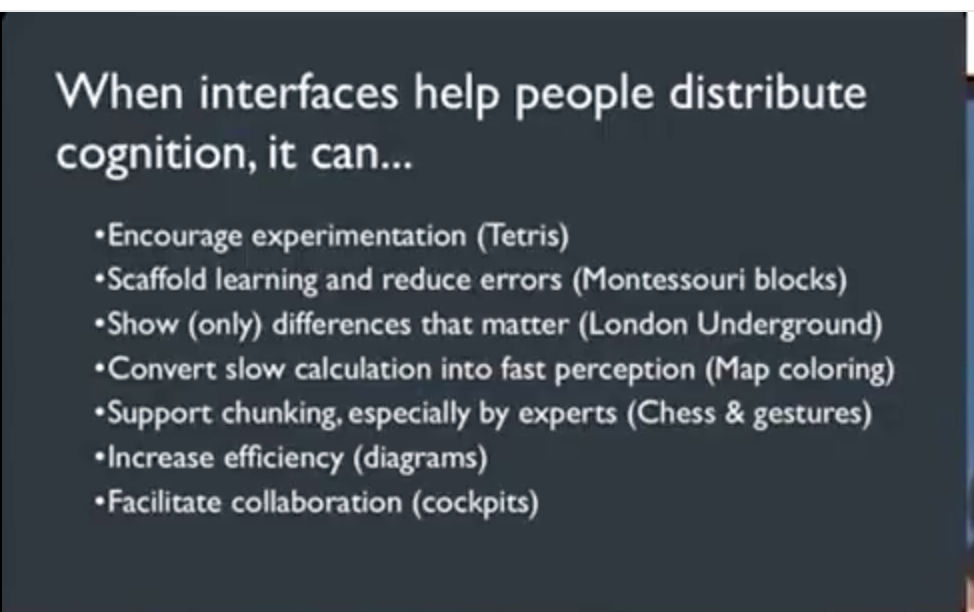 When interfaces help people distribute
cognition, it can...
•Encourage experimentation (Tetris)
•Scaffold learning and reduce errors (Montessouri blocks)
•Show (only) differences that matter (London Underground)
•Convert slow calculation into fast perception (Map coloring)
•Support chunking, especially by experts (Chess & gestures)
•Increase efficiency (diagrams)
•Facilitate collaboration (cockpits)